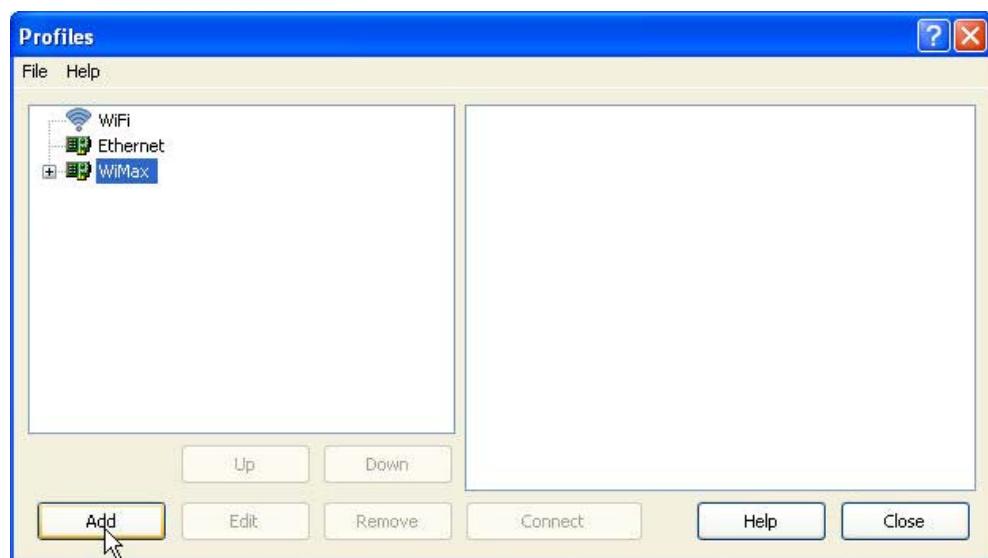 Profiles
File Help
WiFi
Ethernet
WiMax
Up Down
Add Edit Remove Connect Help Close